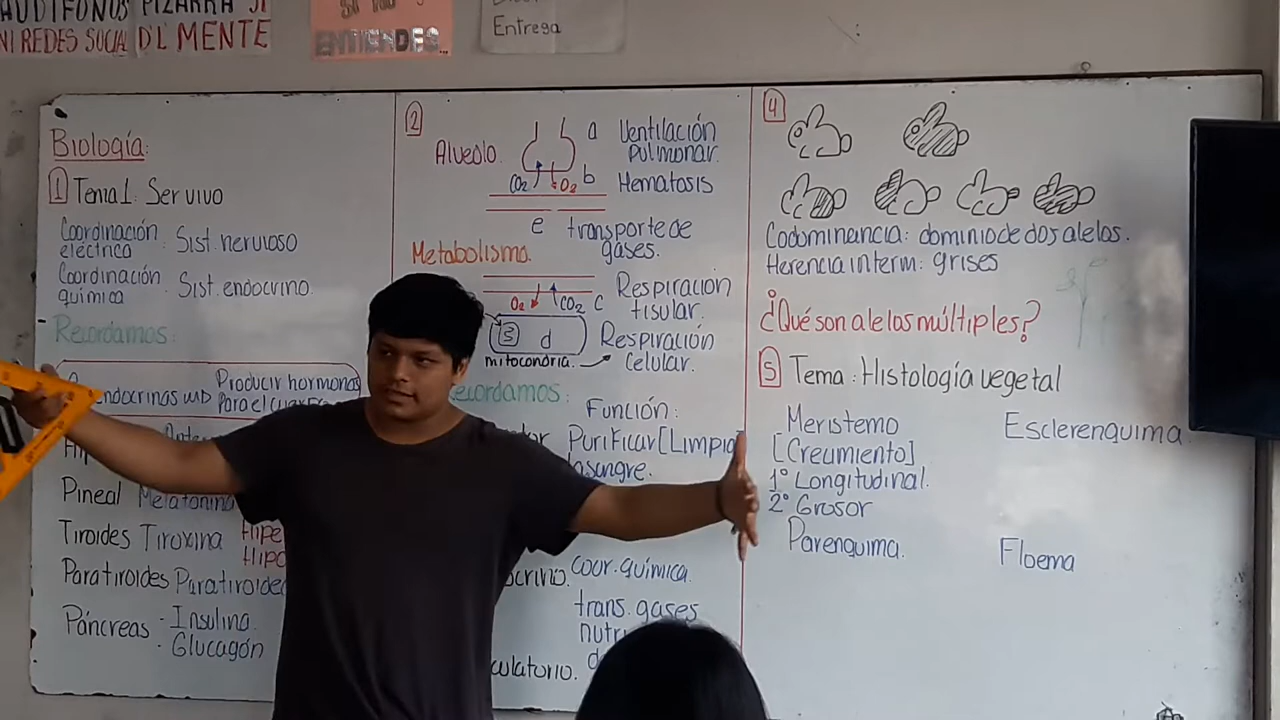 AUDÍFONOS
NI REDES SOCIAL
PIZARRA SI
D'L MENTE
ENTIENDES...
Entrega
Biología:
1 Tema 1: Ser vivo
Coordinación eléctrica : Sist. nervioso
Coordinación química : Sist. endocrino.
Recordamos:
Producir hormonas
Pineal Melatonina
Tiroides Tiroxina
Paratiroides
Páncreas - Insulina
- Glucagón
2
Alveolo.
a Ventilación pulmonar.
CO2 O2 b Hematosis
e transporte de gases.
Metabolismo.
O2 CO2 c Respiración tisular.
d Respiración Celular.
mitocondria.
Recordamos:
Función:
Purificar [Limpia
la sangre.
Coor. química.
trans. gases
4
Codominancia: dominio de dos alelos.
Herencia interm: grises
¿Qué son alelos múltiples?
5 Tema: Histología vegetal
Meristemo
[Creumiento]
1° Longitudinal.
2° Grosor
Esclerenquima.
Parenquima.
Floema